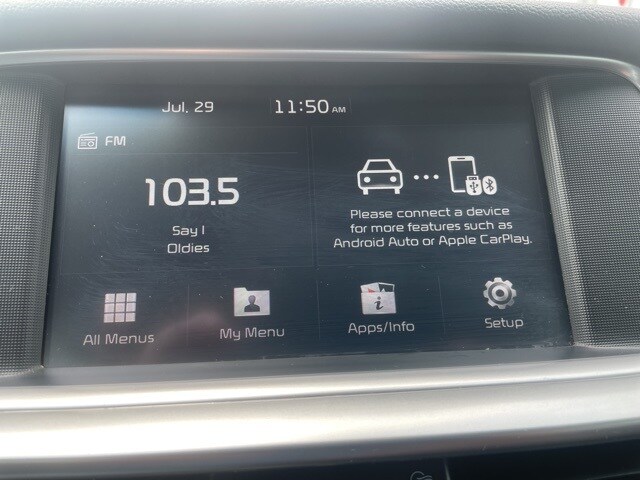 Jul, 29 11:50 AM
FM
103.5
Say I
Oldies
Please connect a device
for more features such as
Android Auto or Apple CarPlay.
All Menus My Menu Apps/Info Setup